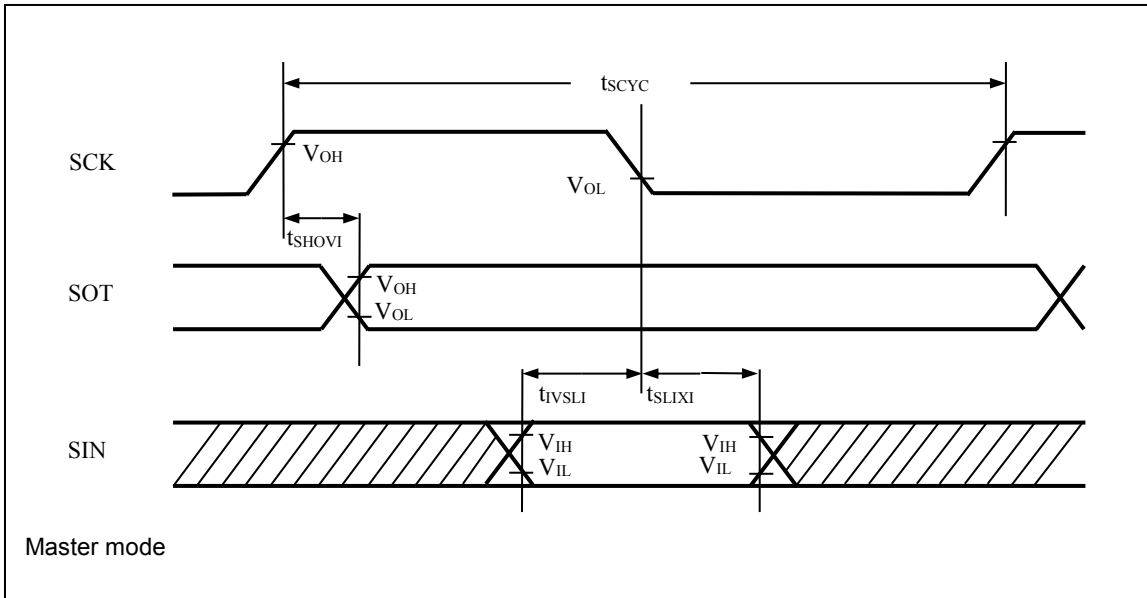 tSCYC
SCK
VOH
VOL
tSHOVI
SOT
VOH
VOL
tIVSLI
tSLIXI
SIN
VIH
VIH
VIL
VIL
Master mode